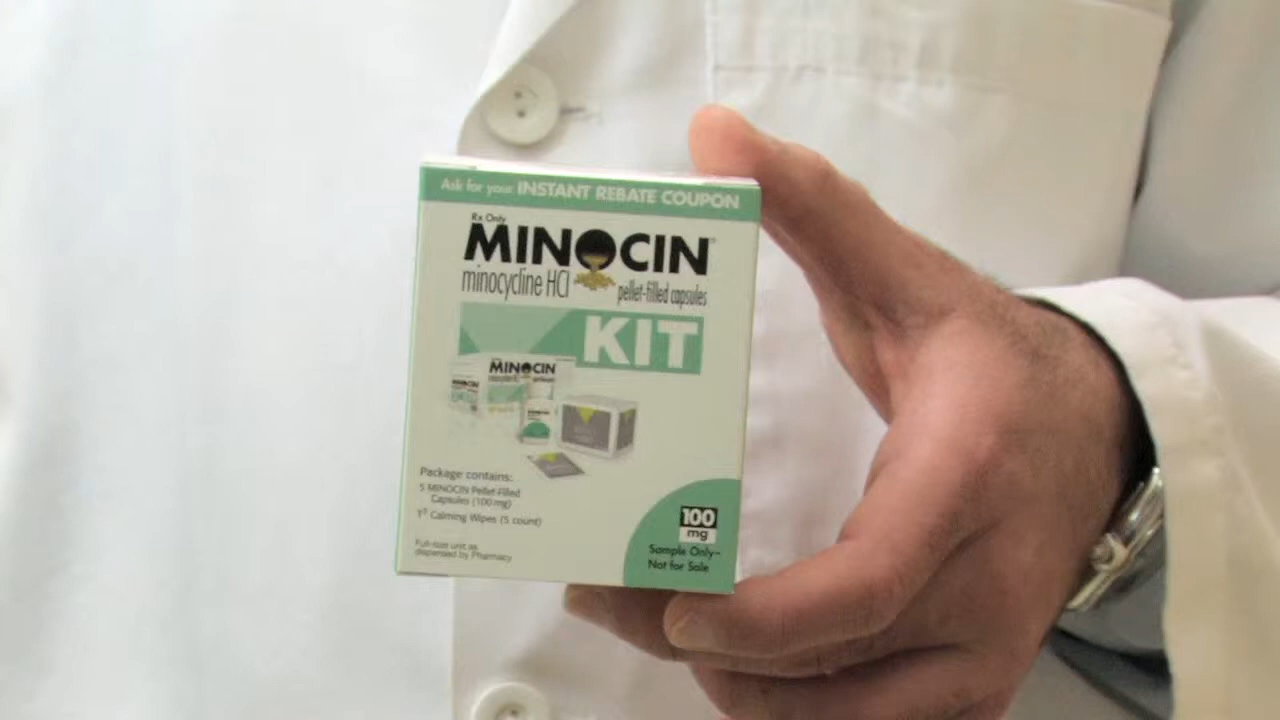 Ask for your INSTANT REBATE COUPON
Rx Only
MINOCIN
minocycline HCl
pellet-filled capsules
KIT
MINOCIN
Package contains:
5 MINOCIN Pellet-Filled
Capsules (100 mg)
T³ Calming Wipes (5 count)
Full-size unit as
dispensed by Pharmacy
100
mg
Sample Only–
Not for Sale